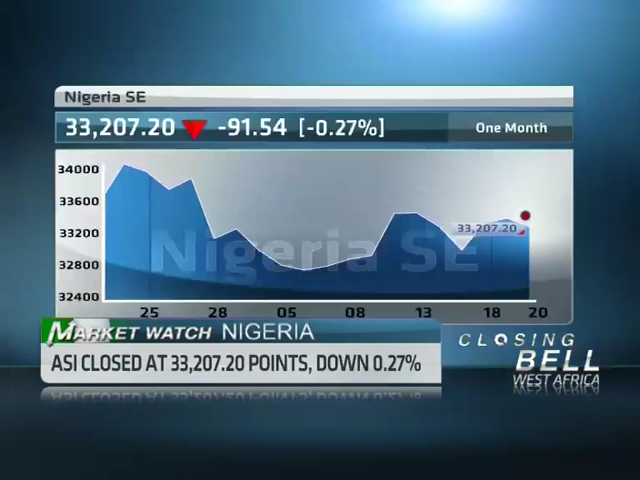 Nigeria SE
33,207.20 -91.54 [-0.27%] One Month
34000
33600
33200
32800
32400
Nigeria SE
33,207.20
25 28 05 08 13 18 20
MARKET WATCH NIGERIA
ASI CLOSED AT 33,207.20 POINTS, DOWN 0.27%
CLOSING
BELL
WEST AFRICA